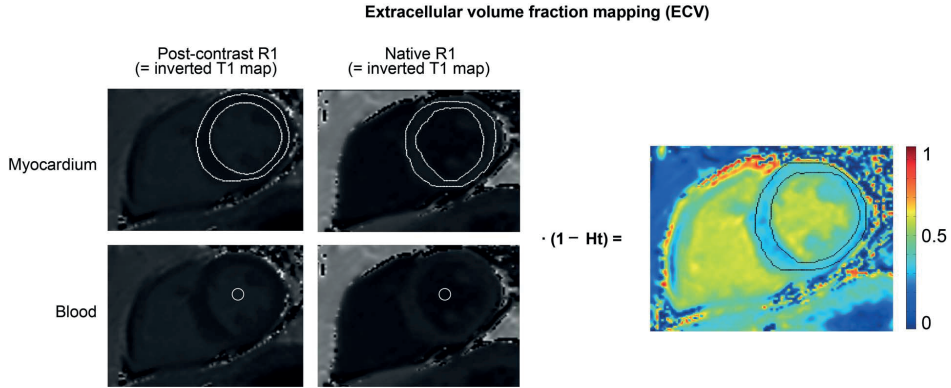 Extracellular volume fraction mapping (ECV)
Post-contrast R1
(= inverted T1 map)
Native R1
(= inverted T1 map)
Myocardium
Blood
· (1 – Ht) =
1
0.5
0